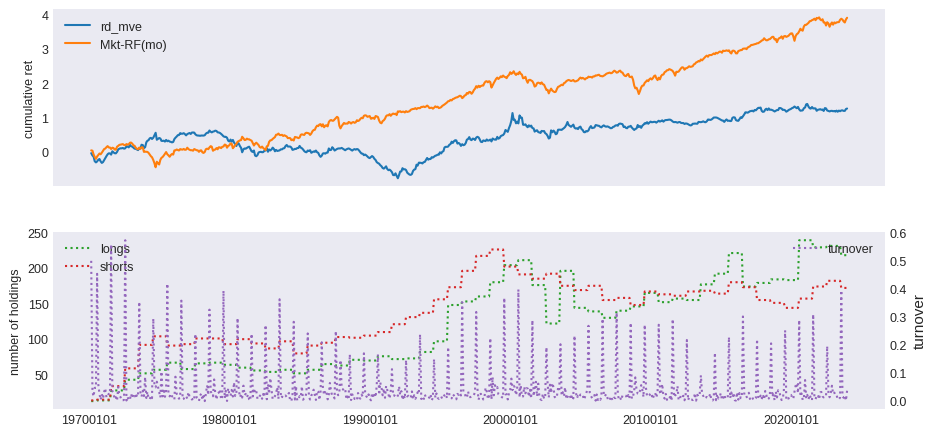 4
3
2
1
0
cumulative ret
rd_mve
Mkt-RF(mo)
250
200
150
100
50
number of holdings
longs
shorts
turnover
0.6
0.5
0.4
0.3
0.2
0.1
0.0
turnover
19700101
19800101
19900101
20000101
20100101
20200101